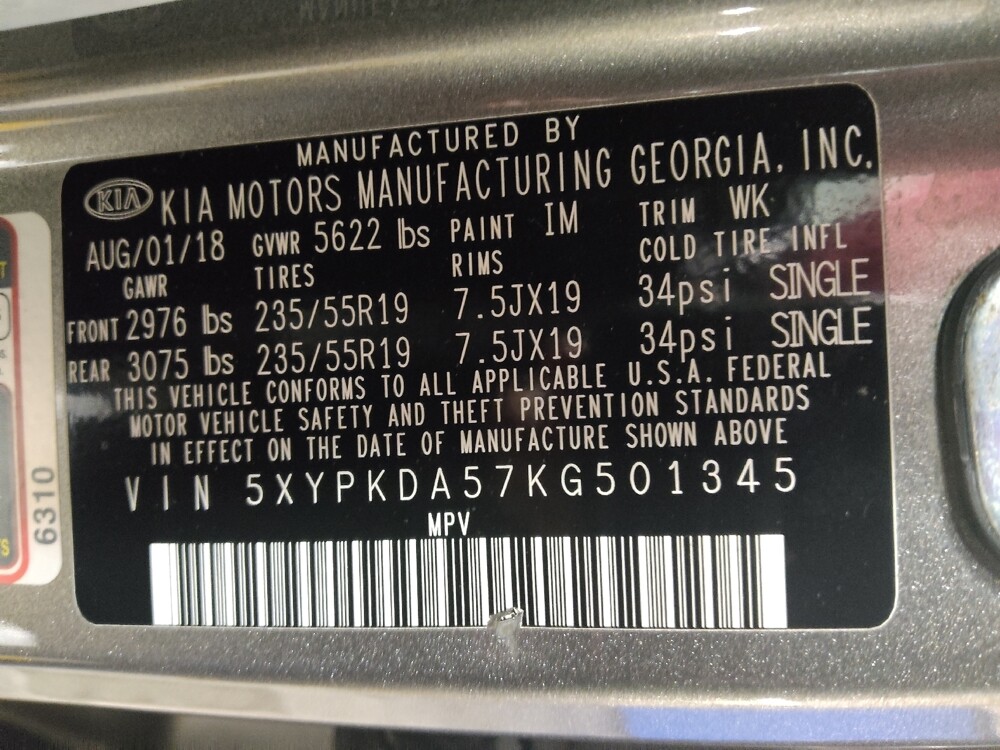 MANUFACTURED BY
KIA KIA MOTORS MANUFACTURING GEORGIA, INC.
AUG/01/18 GVWR 5622 lbs PAINT IM TRIM WK
GAWR TIRES RIMS COLD TIRE INFL
FRONT 2976 lbs 235/55R19 7.5JX19 34psi SINGLE
REAR 3075 lbs 235/55R19 7.5JX19 34psi SINGLE
THIS VEHICLE CONFORMS TO ALL APPLICABLE U.S.A. FEDERAL
MOTOR VEHICLE SAFETY AND THEFT PREVENTION STANDARDS
IN EFFECT ON THE DATE OF MANUFACTURE SHOWN ABOVE
VIN 5XYPKDA57KG501345
MPV
6310